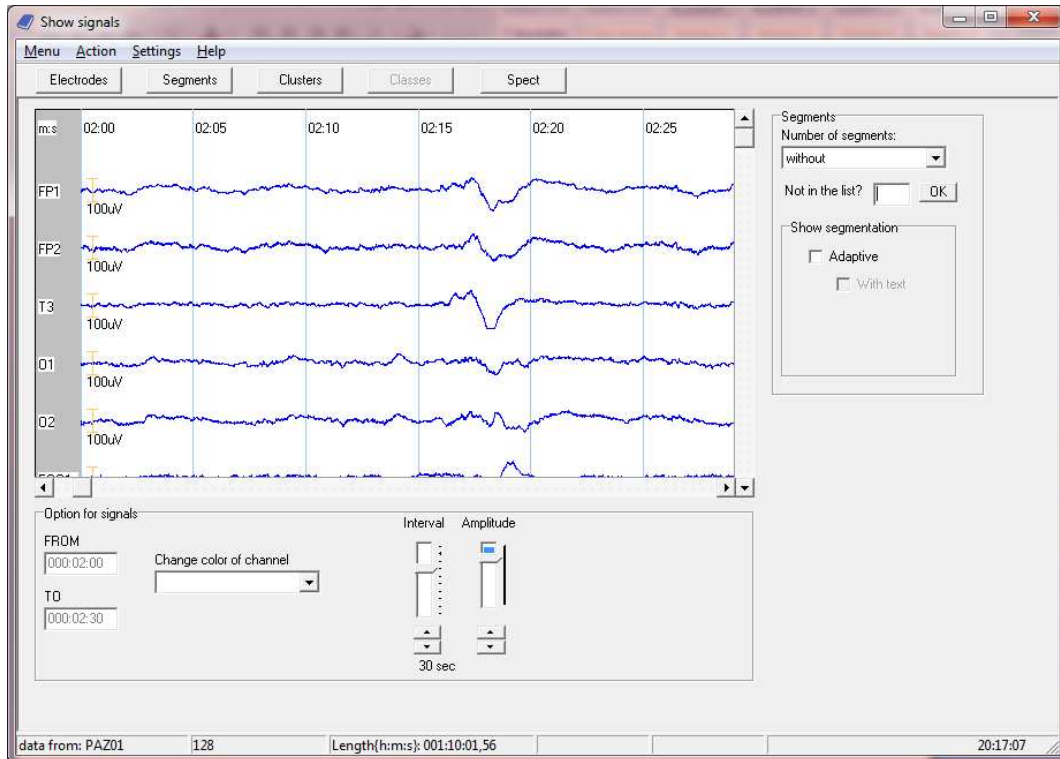 Show signals
Menu Action Settings Help
Electrodes Segments Clusters Classes Spect
m:s 02:00 02:05 02:10 02:15 02:20 02:25
FP1
100uV
FP2
100uV
T3
100uV
O1
100uV
O2
100uV
Segments
Number of segments:
without
Not in the list? OK
Show segmentation
Adaptive
With text
Option for signals
FROM
000:02:00
TO
000:02:30
Change color of channel
Interval Amplitude
30 sec
data from: PAZ01 128 Length(h:m:s): 001:10:01,56 20:17:07